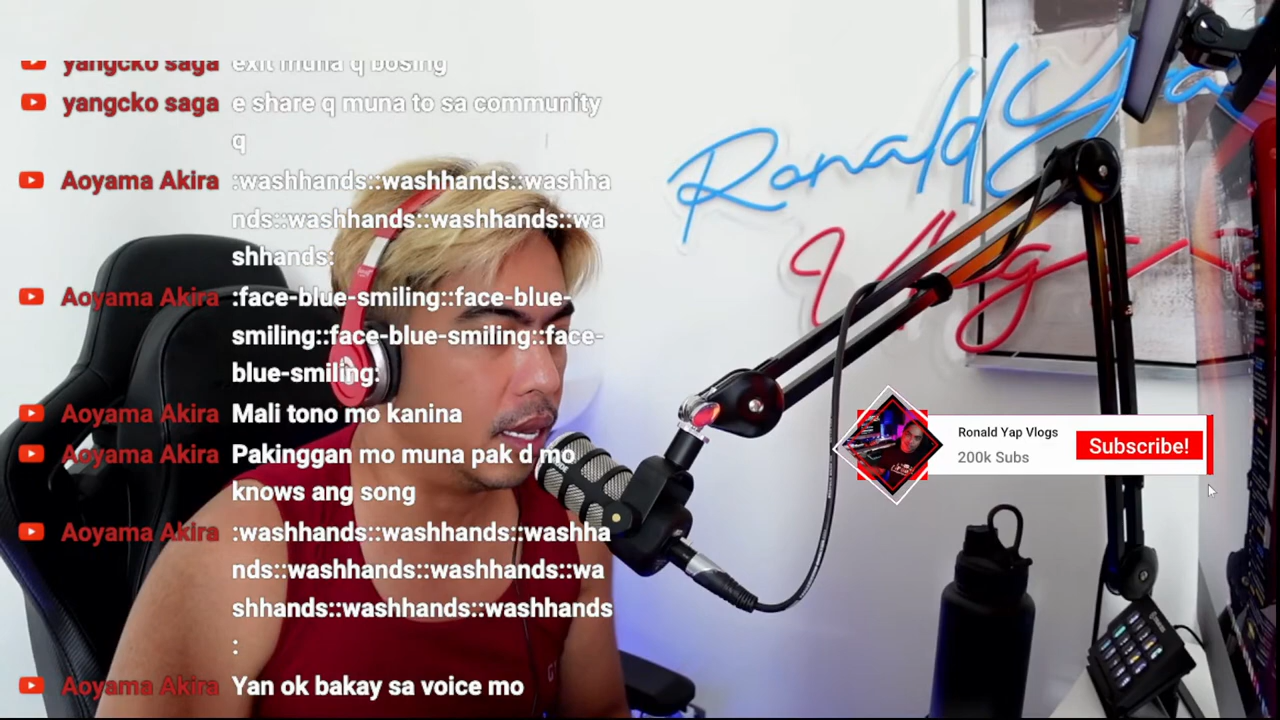 yangcko saga exit muna q bosing
yangcko saga e share q muna to sa community
q
Aoyama Akira :washhands::washhands::washha
nds::washhands::washhands::wa
shhands:
Aoyama Akira :face-blue-smiling::face-blue-
smiling::face-blue-smiling::face-
blue-smiling:
Aoyama Akira Mali tono mo kanina
Aoyama Akira Pakinggan mo muna pak d mo
knows ang song
Aoyama Akira :washhands::washhands::washha
nds::washhands::washhands::wa
shhands::washhands::washhands
:
Aoyama Akira Yan ok bakay sa voice mo
Ronald Ya
Vlogs
Ronald Yap Vlogs
200k Subs
Subscribe!